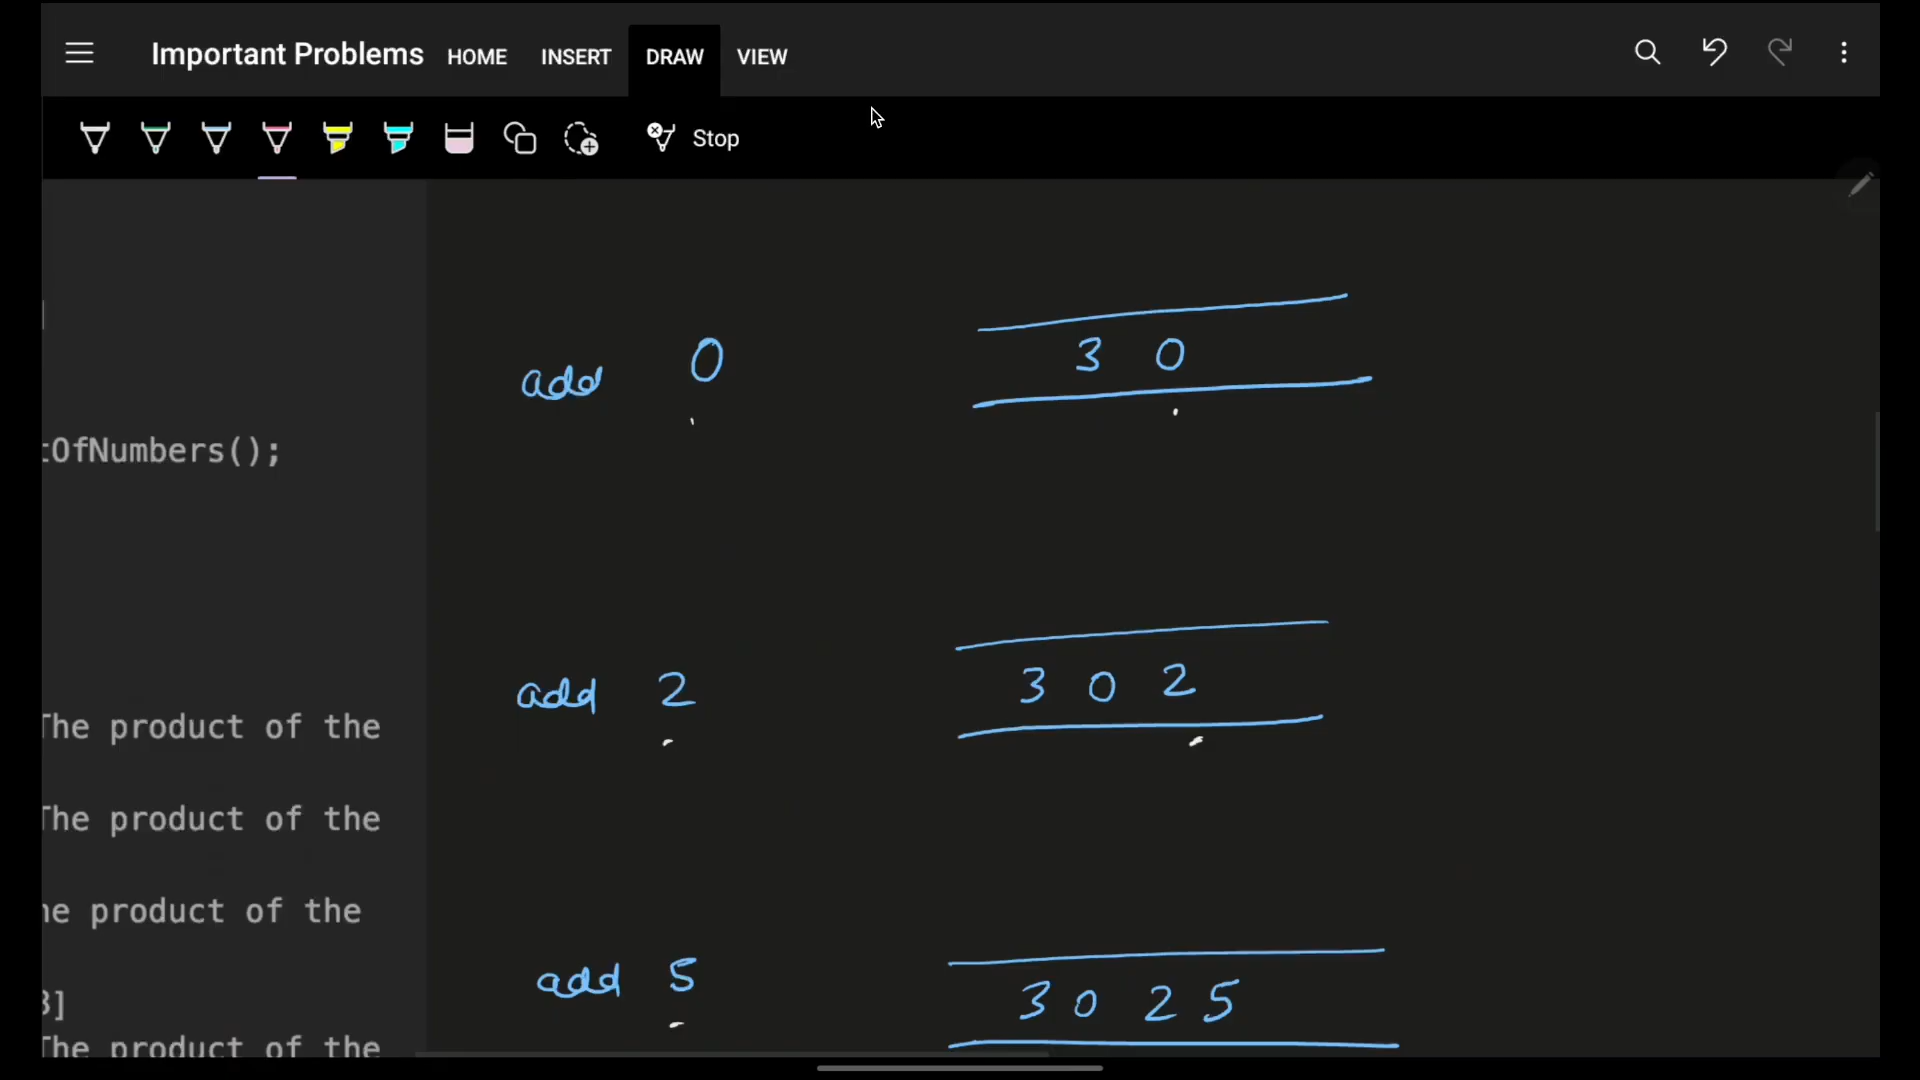 Important Problems HOME INSERT DRAW VIEW
Stop
add 0 3 0
tOfNumbers();
add 2 3 0 2
The product of the
The product of the
he product of the
add 5 3 0 2 5
3]
The product of the